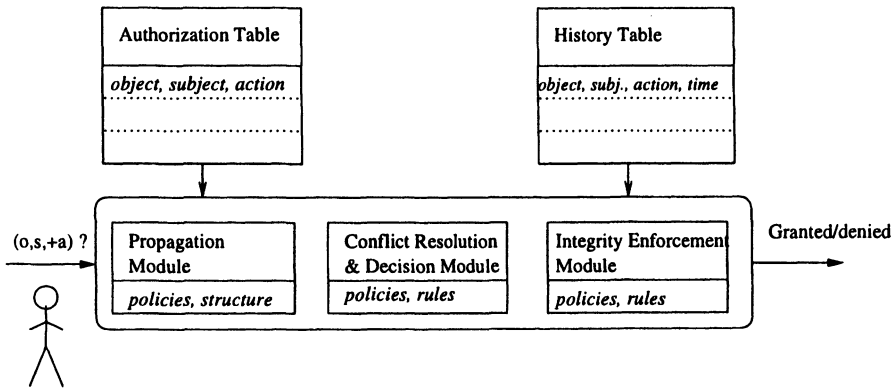 Authorization Table
object, subject, action
History Table
object, subj., action, time
(o,s,+a) ?
Propagation
Module
policies, structure
Conflict Resolution
& Decision Module
policies, rules
Integrity Enforcement
Module
policies, rules
Granted/denied